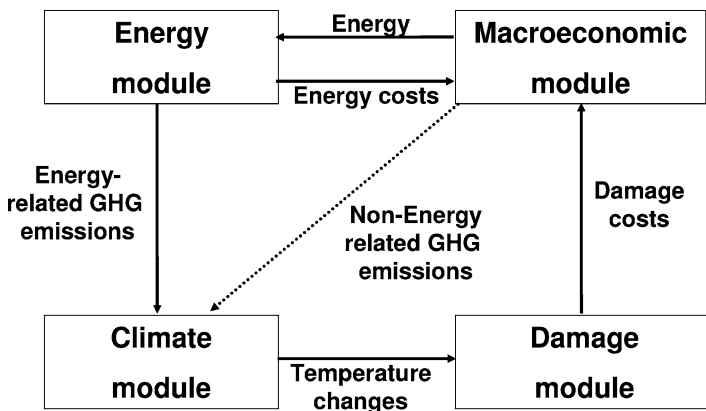 Energy
module
Energy
Energy costs
Macroeconomic
module
Energy-
related GHG
emissions
Non-Energy
related GHG
emissions
Damage
costs
Climate
module
Temperature
changes
Damage
module